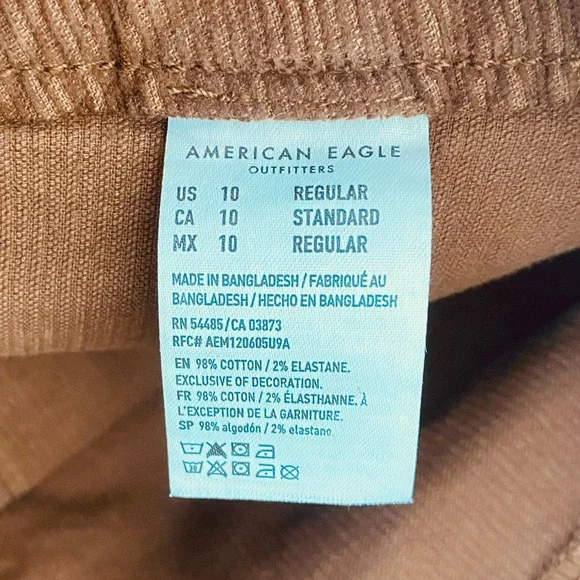 AMERICAN EAGLE
OUTFITTERS
US 10 REGULAR
CA 10 STANDARD
MX 10 REGULAR
MADE IN BANGLADESH / FABRIQUÉ AU
BANGLADESH / HECHO EN BANGLADESH
RN 54485 / CA 03873
RFC# AEM120605U9A
EN 98% COTTON / 2% ELASTANE.
EXCLUSIVE OF DECORATION.
FR 98% COTON / 2% ÉLASTHANNE. À
L'EXCEPTION DE LA GARNITURE.
SP 98% algodón / 2% elastano